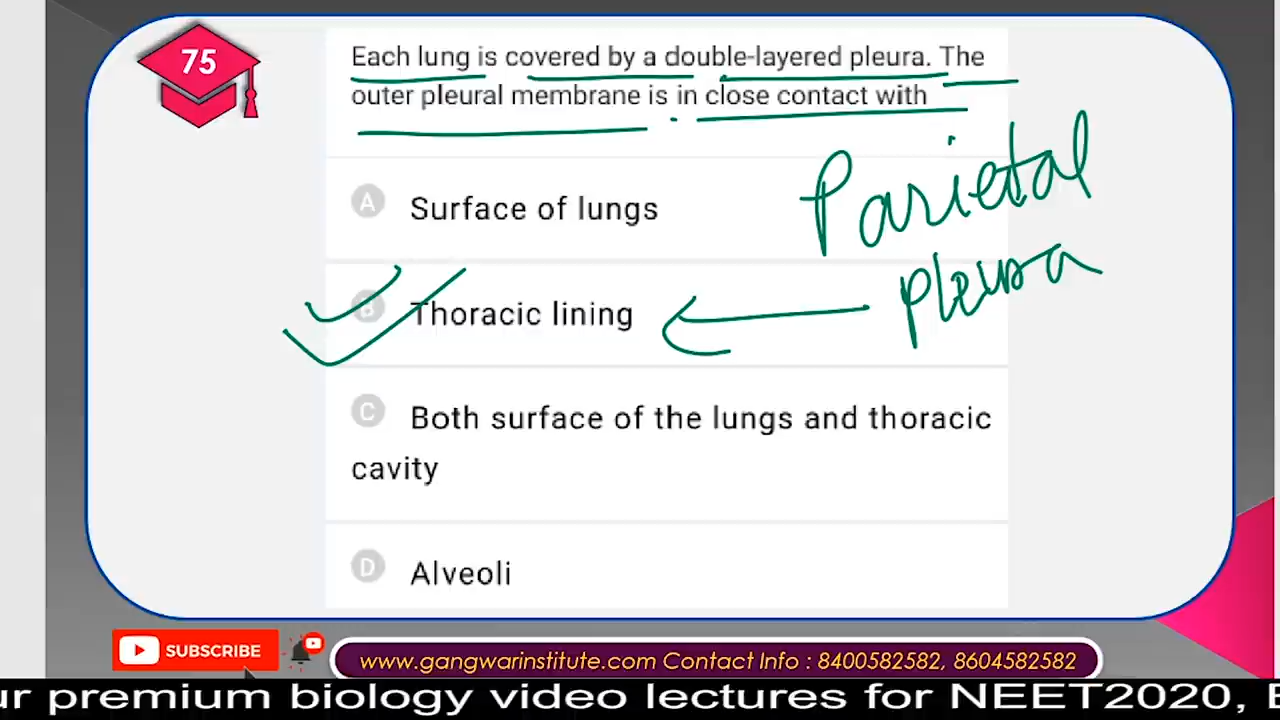 75
Each lung is covered by a double-layered pleura. The
outer pleural membrane is in close contact with
Parietal
pleura
A Surface of lungs
B Thoracic lining
C Both surface of the lungs and thoracic
cavity
D Alveoli
SUBSCRIBE
www.gangwarinstitute.com Contact Info : 8400582582, 8604582582
ur premium biology video lectures for NEET2020, E